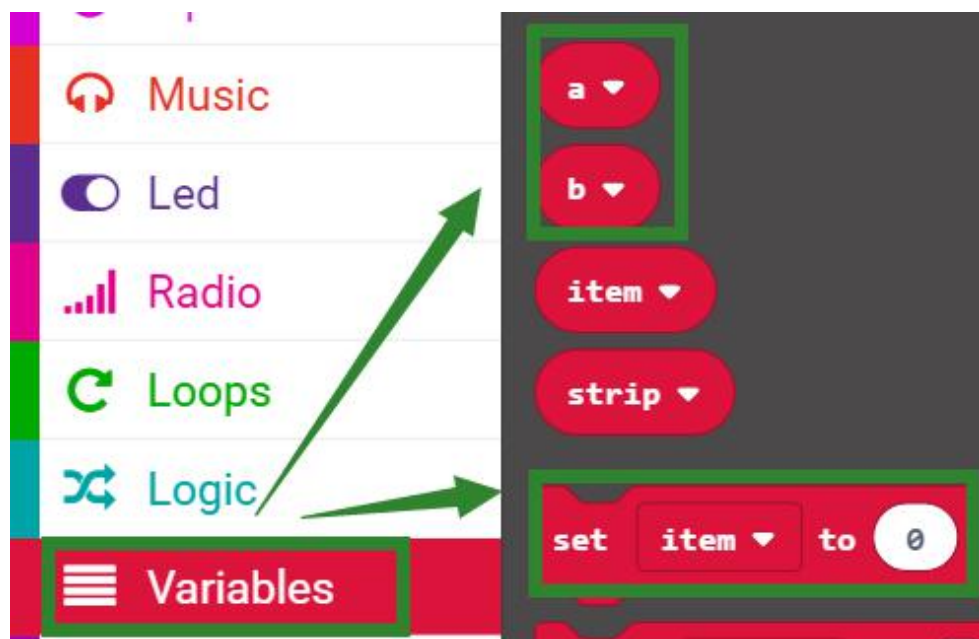 Music
Led
Radio
Loops
Logic
Variables
a
b
item
strip
set item to 0